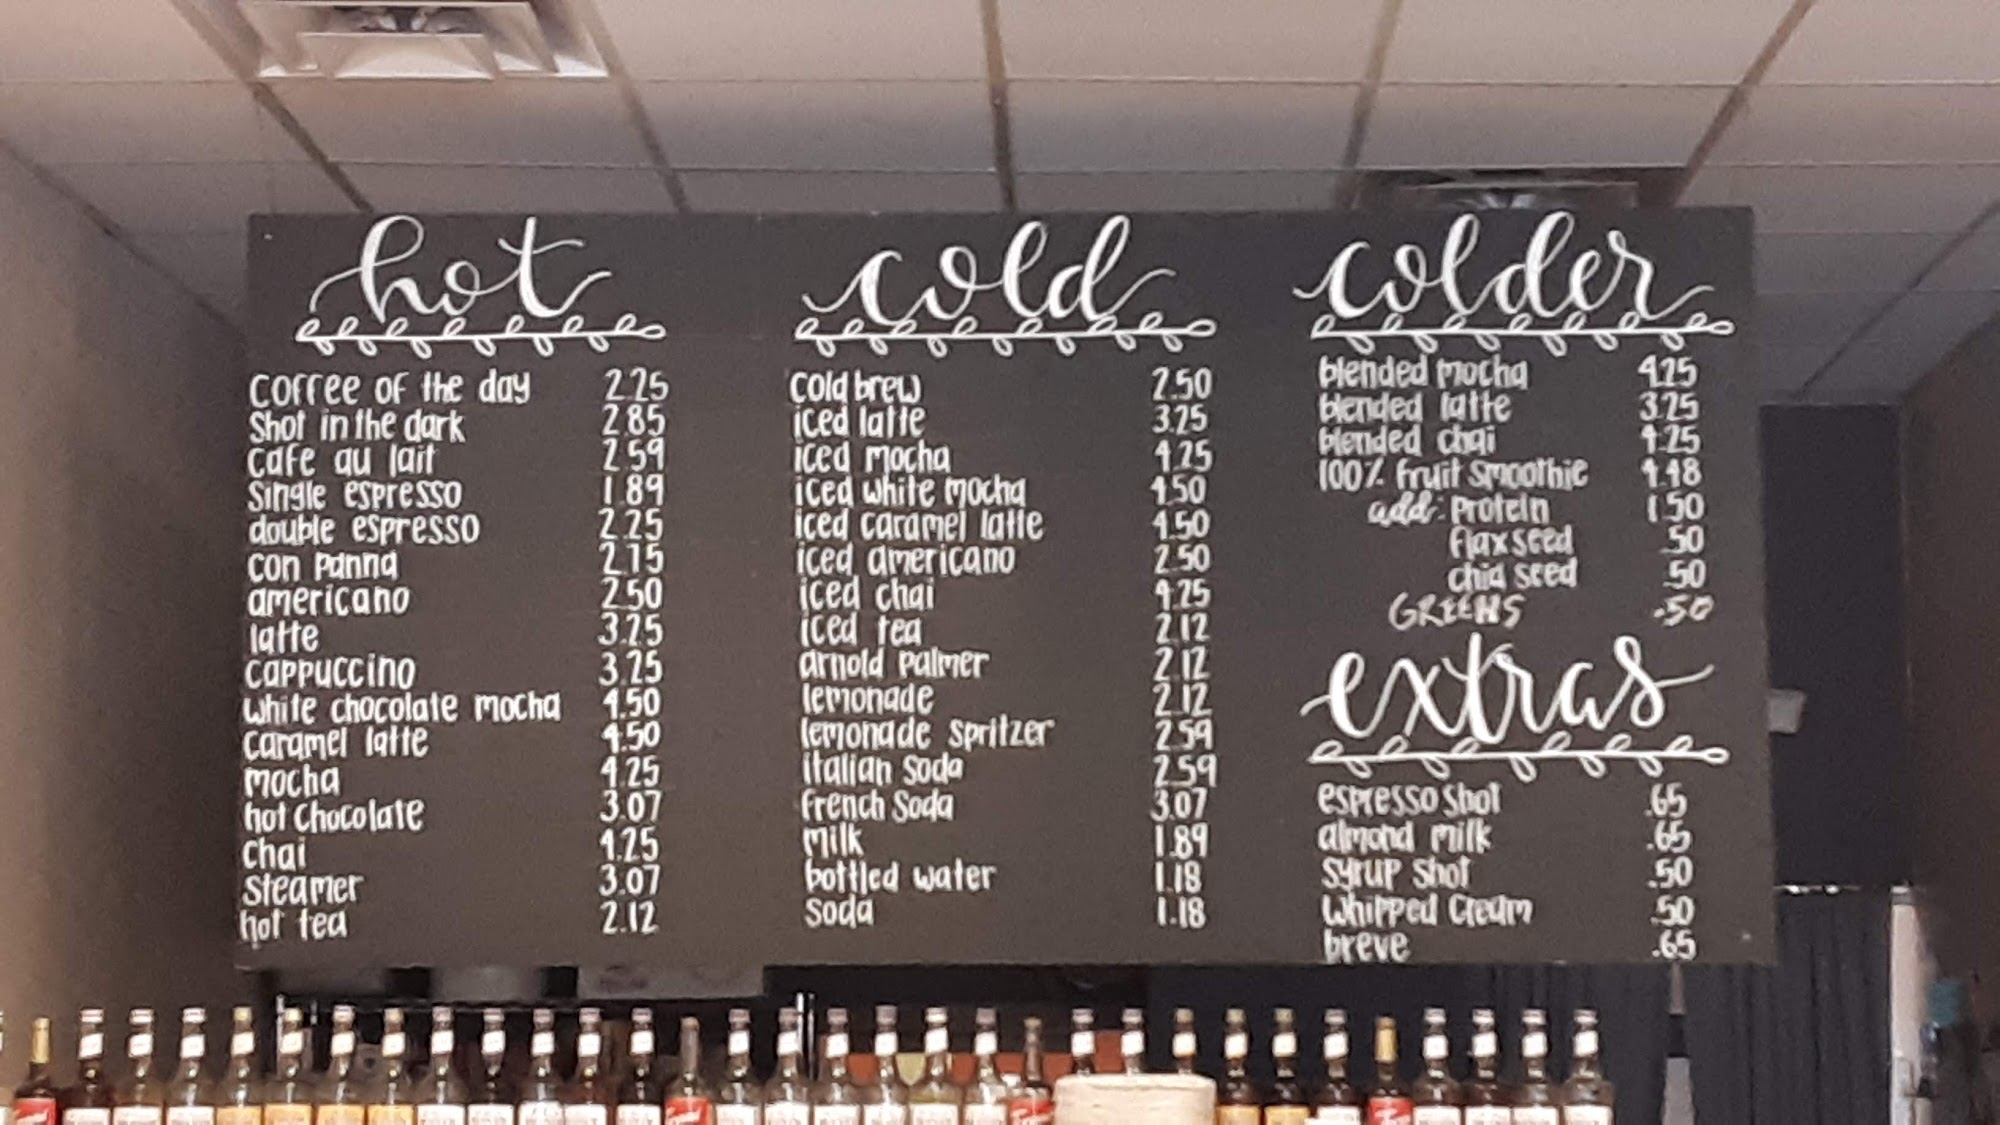 hot
coffee of the day 2.25
shot in the dark 2.85
cafe au lait 2.59
single espresso 1.89
double espresso 2.25
con panna 2.15
americano 2.50
latte 3.25
cappuccino 3.25
white chocolate mocha 4.50
caramel latte 4.50
mocha 4.25
hot chocolate 3.07
chai 4.25
steamer 3.07
hot tea 2.12
cold
cold brew 2.50
iced latte 3.25
iced mocha 4.25
iced white mocha 4.50
iced caramel latte 4.50
iced americano 2.50
iced chai 4.25
iced tea 2.12
arnold palmer 2.12
lemonade 2.12
lemonade spritzer 2.59
italian soda 2.59
french soda 3.07
milk 1.89
bottled water 1.18
soda 1.18
colder
blended mocha 4.25
blended latte 3.25
blended chai 4.25
100% fruit smoothie 4.48
add: protein 1.50
flaxseed .50
chia seed .50
GREENS .50
extras
espresso shot .65
almond milk .65
syrup shot .50
whipped cream .50
breve .65